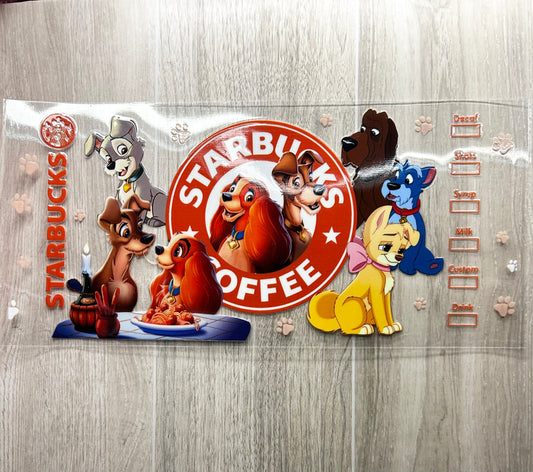 STARBUCKS
STARBUCKS
COFFEE
Decaf
Shots
Syrup
Milk
Custom
Drink